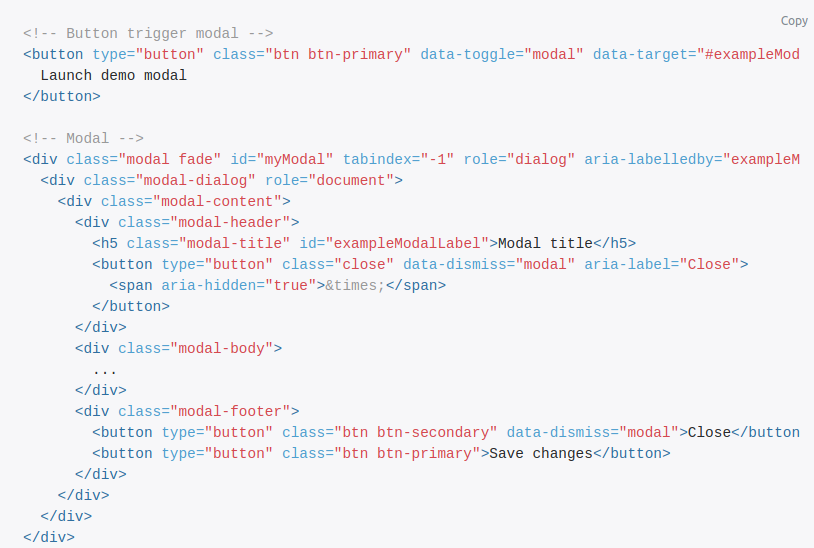 Copy
<!-- Button trigger modal -->
<button type="button" class="btn btn-primary" data-toggle="modal" data-target="#exampleMod
  Launch demo modal
</button>

<!-- Modal -->
<div class="modal fade" id="myModal" tabindex="-1" role="dialog" aria-labelledby="exampleM
  <div class="modal-dialog" role="document">
    <div class="modal-content">
      <div class="modal-header">
        <h5 class="modal-title" id="exampleModalLabel">Modal title</h5>
        <button type="button" class="close" data-dismiss="modal" aria-label="Close">
          <span aria-hidden="true">&times;</span>
        </button>
      </div>
      <div class="modal-body">
        ...
      </div>
      <div class="modal-footer">
        <button type="button" class="btn btn-secondary" data-dismiss="modal">Close</button
        <button type="button" class="btn btn-primary">Save changes</button>
      </div>
    </div>
  </div>
</div>